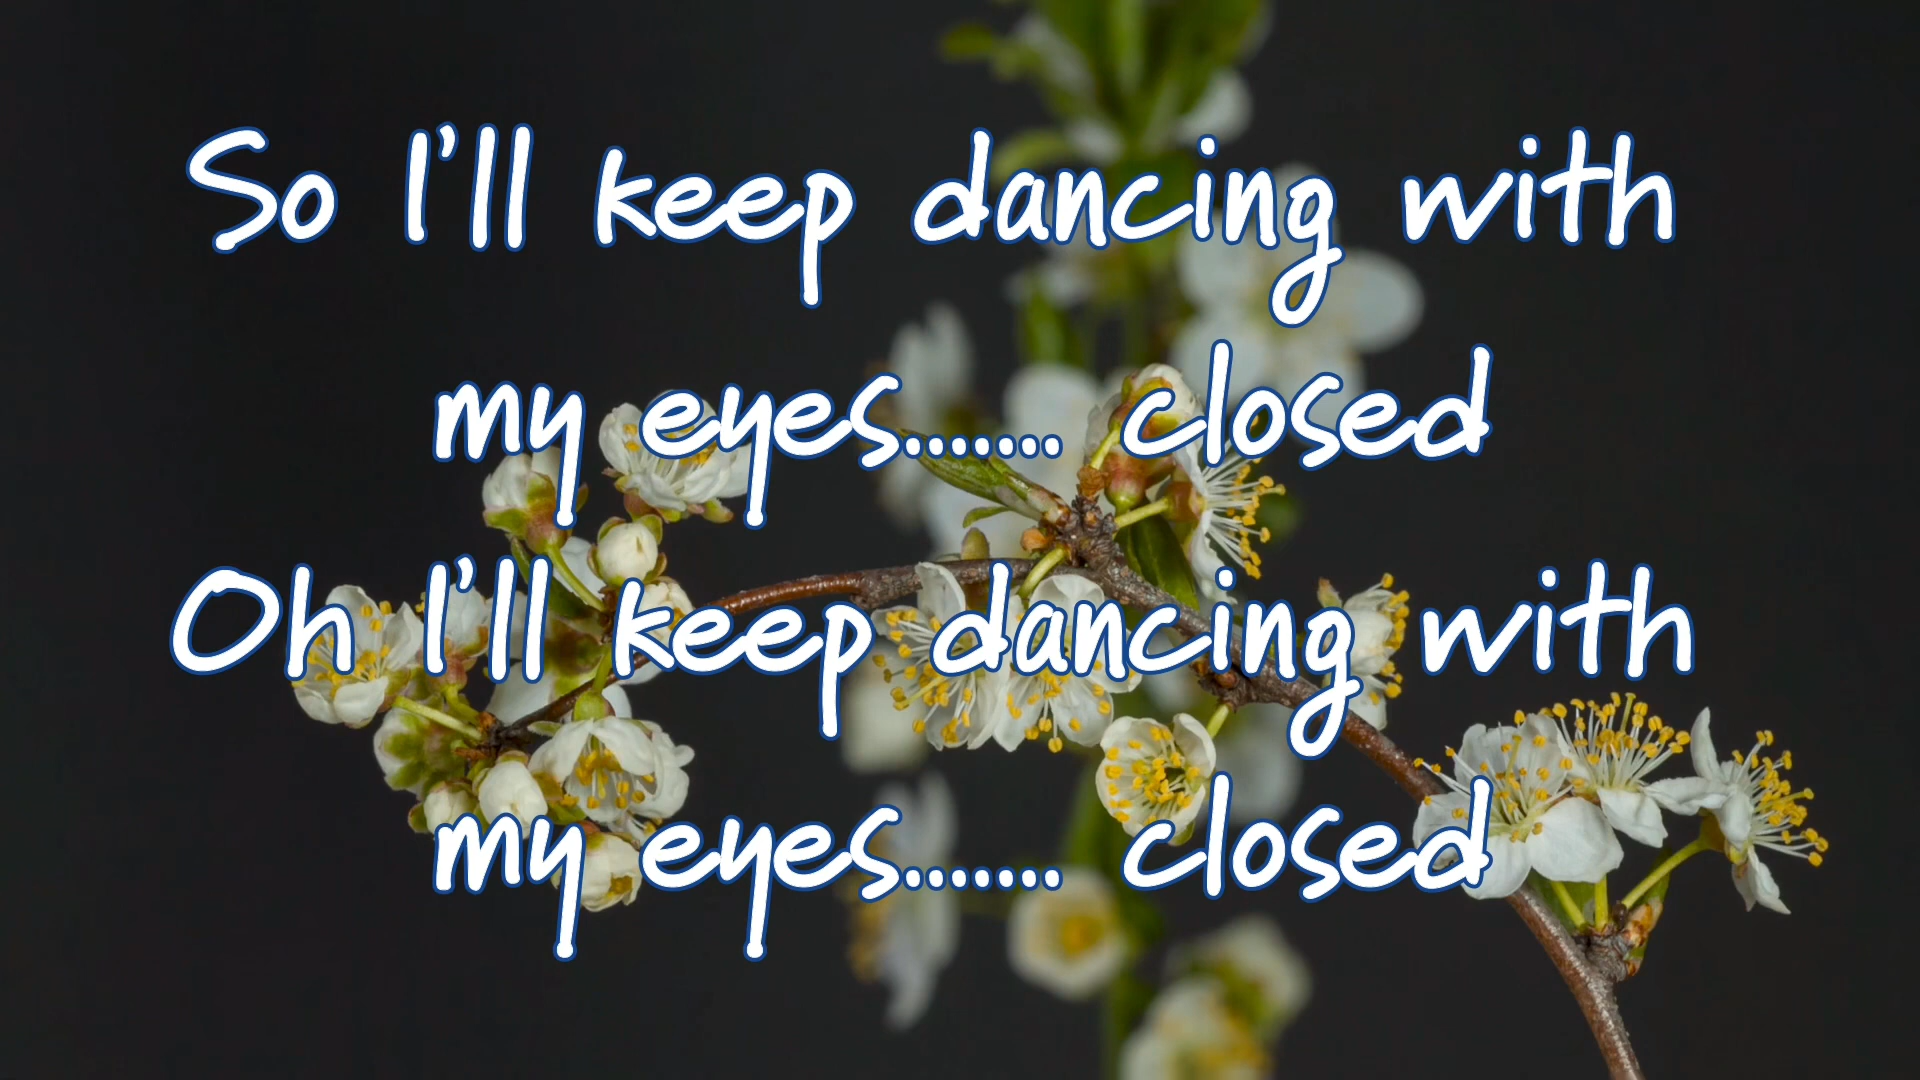 So I'll keep dancing with
my eyes....... closed
Oh I'll keep dancing with
my eyes....... closed